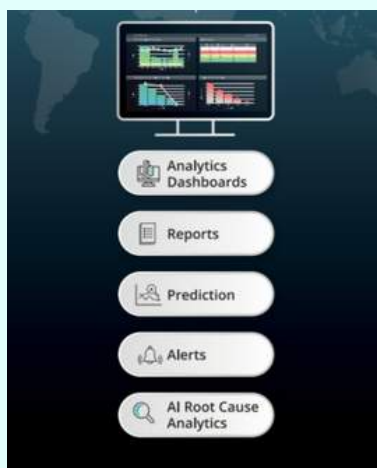 Analytics
Dashboards
Reports
Prediction
Alerts
AI Root Cause
Analytics